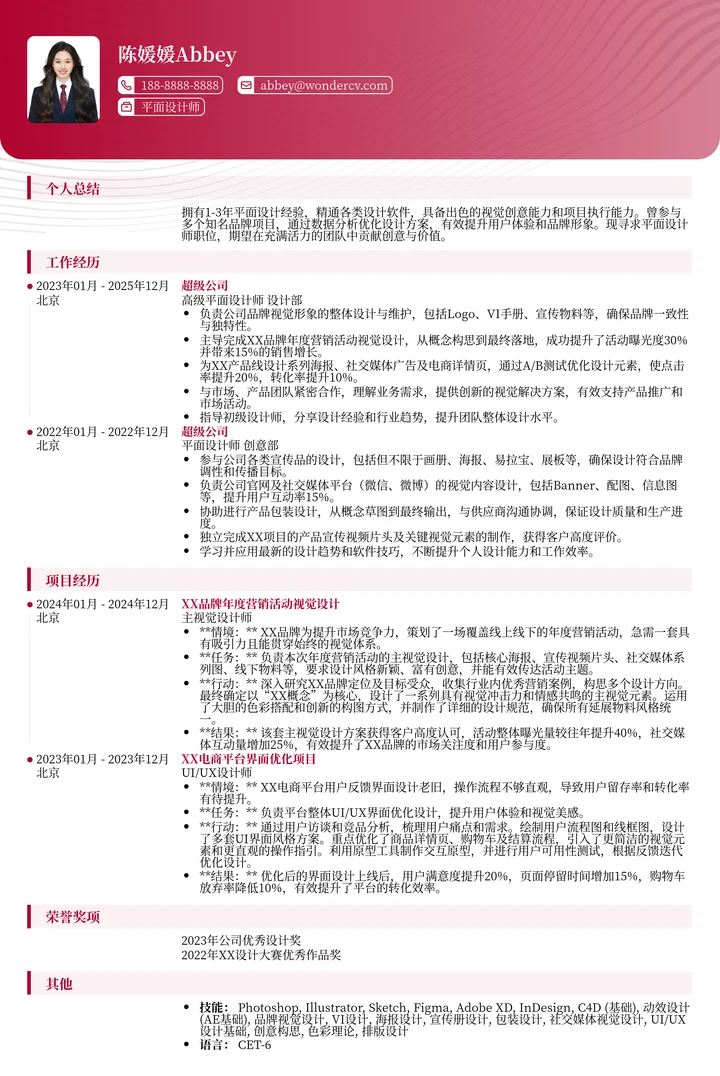 陈媛媛Abbey
188-8888-8888
abbey@wondercv.com
平面设计师
个人总结
拥有1-3年平面设计经验，精通各类设计软件，具备出色的视觉创意能力和项目执行能力。曾参与
多个知名品牌项目，通过数据分析优化设计方案，有效提升用户体验和品牌形象。现寻求平面设计
师职位，期望在充满活力的团队中贡献创意与价值。
工作经历
2023年01月 - 2025年12月
北京
超级公司
高级平面设计师 设计部
• 负责公司品牌视觉形象的整体设计与维护，包括Logo、VI手册、宣传物料等，确保品牌一致性
与独特性。
• 主导完成XX品牌年度营销活动视觉设计，从概念构思到最终落地，成功提升了活动曝光度30%
并带来15%的销售增长。
• 为XX产品线设计系列海报、社交媒体广告及电商详情页，通过A/B测试优化设计元素，使点击
率提升20%，转化率提升10%。
• 与市场、产品团队紧密合作，理解业务需求，提供创新的视觉解决方案，有效支持产品推广和
市场活动。
• 指导初级设计师，分享设计经验和行业趋势，提升团队整体设计水平。
2022年01月 - 2022年12月
北京
超级公司
平面设计师 创意部
• 参与公司各类宣传品的设计，包括但不限于画册、海报、易拉宝、展板等，确保设计符合品牌
调性和传播目标。
• 负责公司官网及社交媒体平台（微信、微博）的视觉内容设计，包括Banner、配图、信息图
等，提升用户互动率15%。
• 协助进行产品包装设计，从概念草图到最终输出，与供应商沟通协调，保证设计质量和生产进
度。
• 独立完成XX项目的产品宣传视频片头及关键视觉元素的制作，获得客户高度评价。
• 学习并应用最新的设计趋势和软件技巧，不断提升个人设计能力和工作效率。
项目经历
2024年01月 - 2024年12月
北京
XX品牌年度营销活动视觉设计
主视觉设计师
• **情境：** XX品牌为提升市场竞争力，策划了一场覆盖线上线下的年度营销活动，急需一套具
有吸引力且能贯穿始终的视觉体系。
• **任务：** 负责本次年度营销活动的主视觉设计，包括核心海报、宣传视频片头、社交媒体系
列图、线下物料等，要求设计风格新颖、富有创意，并能有效传达活动主题。
• **行动：** 深入研究XX品牌定位及目标受众，收集行业内优秀营销案例，构思多个设计方向。
最终确定以“XX概念”为核心，设计了一系列具有视觉冲击力和情感共鸣的主视觉元素。运用
了大胆的色彩搭配和创新的构图方式，并制作了详细的设计规范，确保所有延展物料风格统
一。
• **结果：** 该套主视觉设计方案获得客户高度认可，活动整体曝光量较往年提升40%，社交媒
体互动量增加25%，有效提升了XX品牌的市场关注度和用户参与度。
2023年01月 - 2023年12月
北京
XX电商平台界面优化项目
UI/UX设计师
• **情境：** XX电商平台用户反馈界面设计老旧，操作流程不够直观，导致用户留存率和转化率
有待提升。
• **任务：** 负责平台整体UI/UX界面优化设计，提升用户体验和视觉美感。
• **行动：** 通过用户访谈和竞品分析，梳理用户痛点和需求。绘制用户流程图和线框图，设计
了多套UI界面风格方案。重点优化了商品详情页、购物车及结算流程，引入了更简洁的视觉元
素和更直观的操作指引。利用原型工具制作交互原型，并进行用户可用性测试，根据反馈迭代
优化设计。
• **结果：** 优化后的界面设计上线后，用户满意度提升20%，页面停留时间增加15%，购物车
放弃率降低10%，有效提升了平台的转化效率。
荣誉奖项
2023年公司优秀设计奖
2022年XX设计大赛优秀作品奖
其他
• 技能： Photoshop, Illustrator, Sketch, Figma, Adobe XD, InDesign, C4D (基础), 动效设计
(AE基础), 品牌视觉设计, VI设计, 海报设计, 宣传册设计, 包装设计, 社交媒体视觉设计, UI/UX
设计基础, 创意构思, 色彩理论, 排版设计
• 语言： CET-6